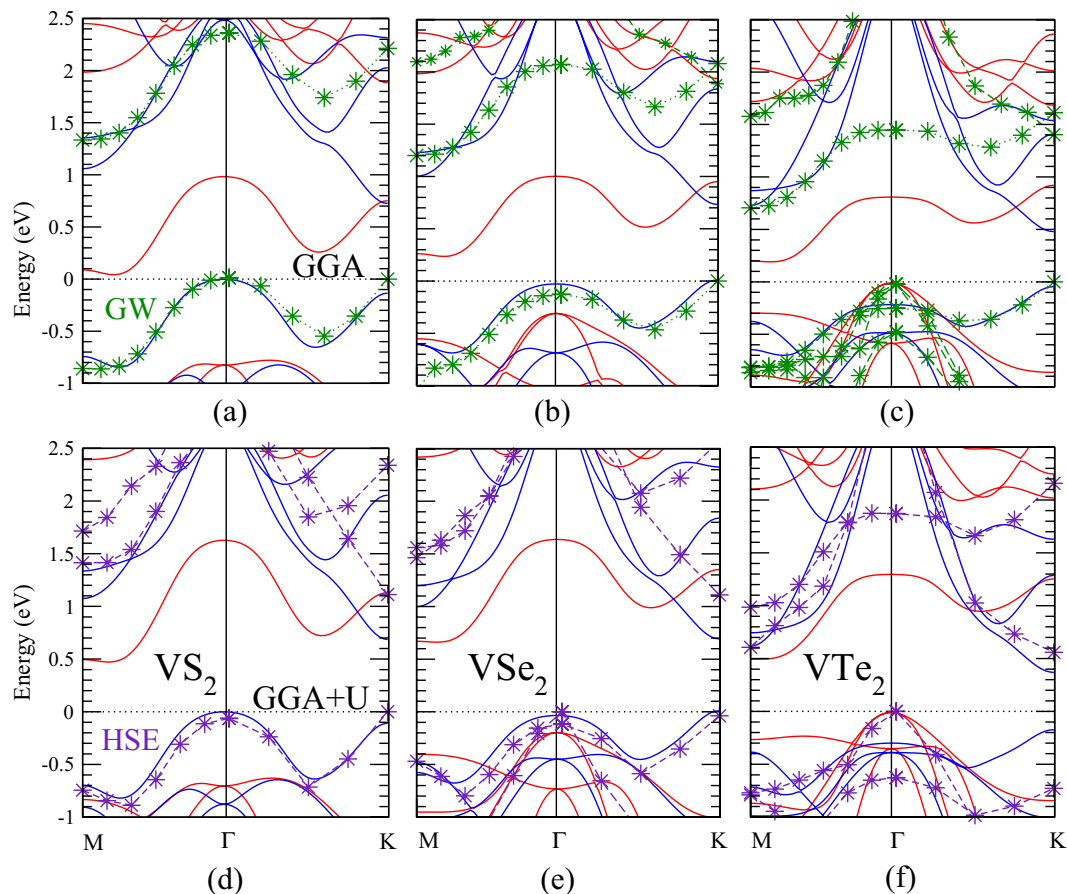 2.5
2
1.5
1
0.5
0
-0.5
-1
Energy (eV)
GGA
GW
(a)
(b)
(c)
2.5
2
1.5
1
0.5
0
-0.5
-1
Energy (eV)
VS2
GGA+U
HSE
VSe2
VTe2
M
Γ
K
M
Γ
K
M
Γ
K
(d)
(e)
(f)